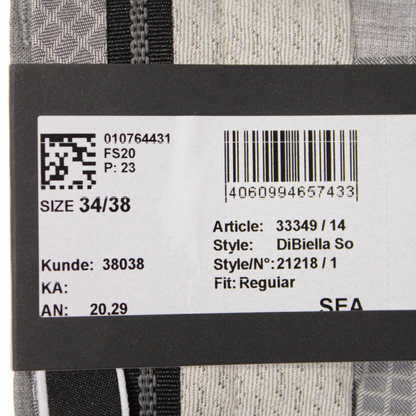 010764431
FS20
P: 23
SIZE 34/38
Kunde: 38038
KA:
AN: 20.29
4060994657433
Article: 33349 / 14
Style: DiBiella So
Style/N°: 21218 / 1
Fit: Regular
SEA